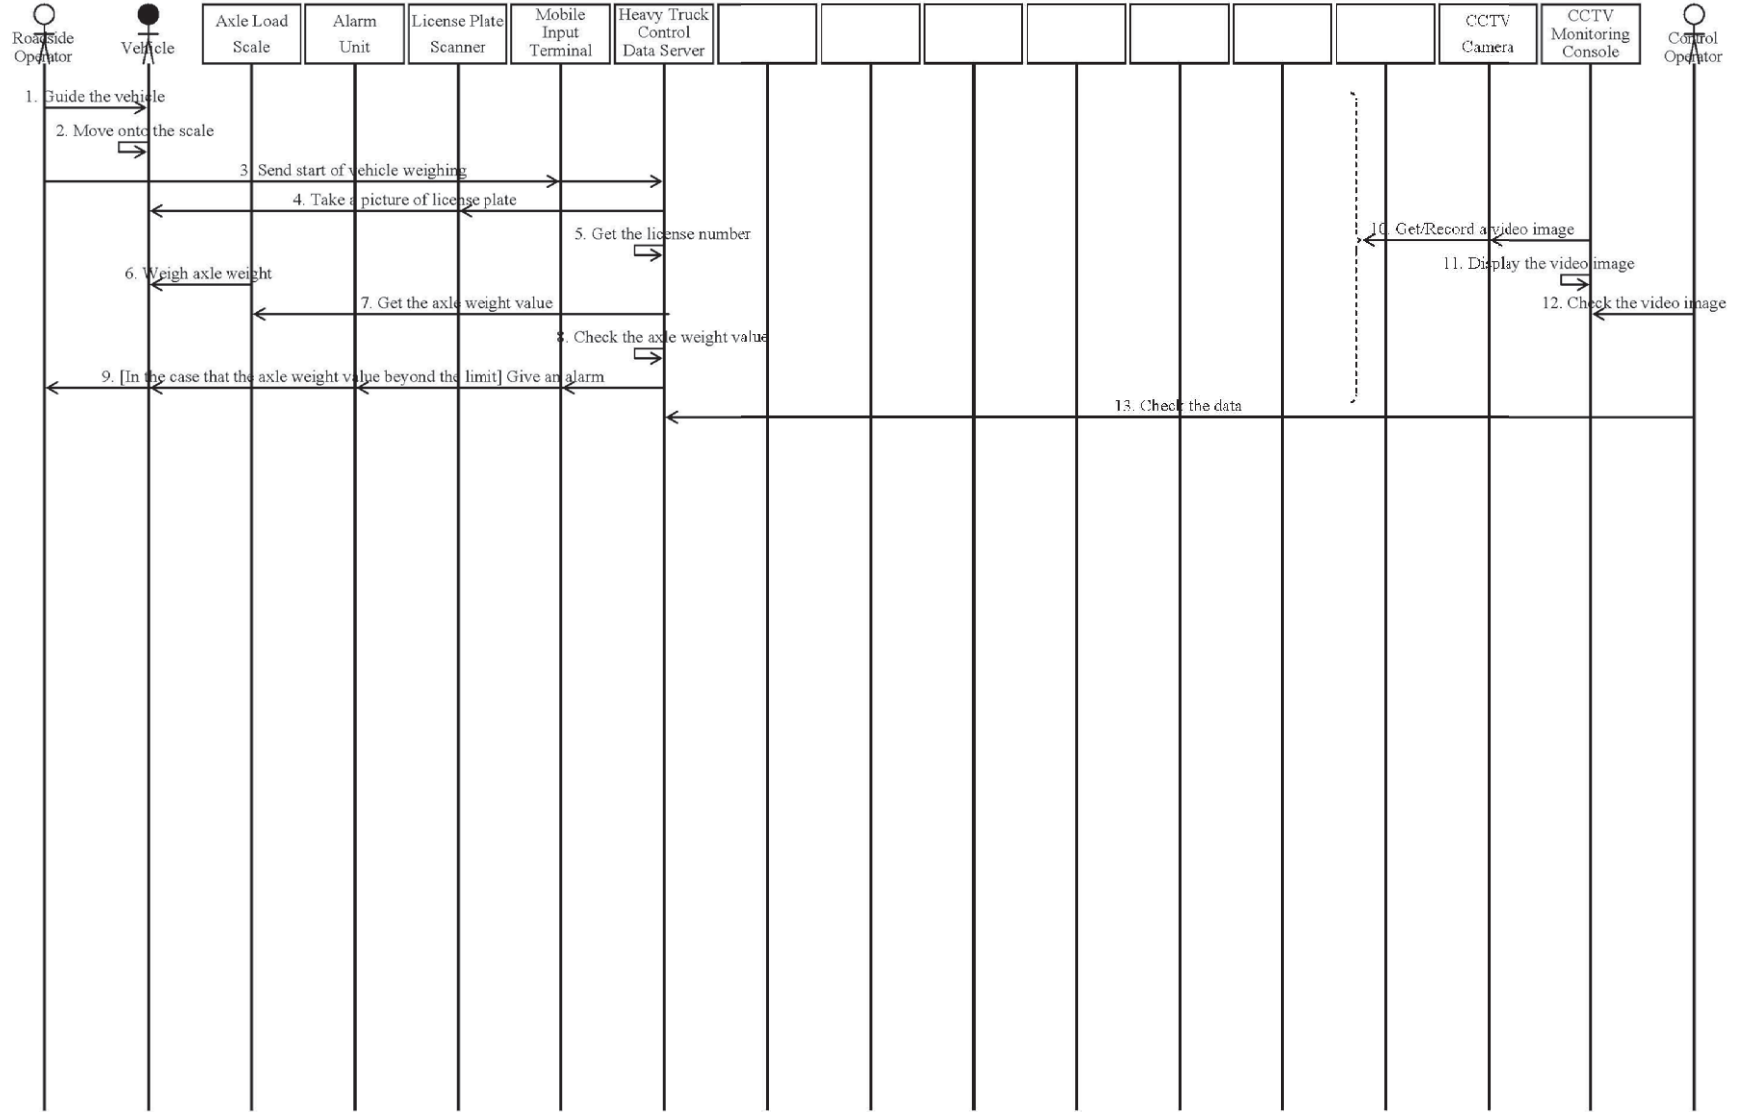 Roadside
Operator
Vehicle
Axle Load
Scale
Alarm
Unit
License Plate
Scanner
Mobile
Input
Terminal
Heavy Truck
Control
Data Server
CCTV
Camera
CCTV
Monitoring
Console
Control
Operator
1. Guide the vehicle
2. Move onto the scale
3. Send start of vehicle weighing
4. Take a picture of license plate
5. Get the license number
10. Get/Record a video image
11. Display the video image
6. Weigh axle weight
7. Get the axle weight value
12. Check the video image
8. Check the axle weight value
9. [In the case that the axle weight value beyond the limit] Give an alarm
13. Check the data